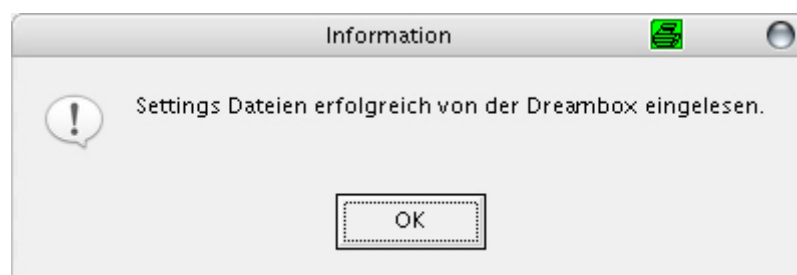 Information
Settings Dateien erfolgreich von der Dreambox eingelesen.
OK